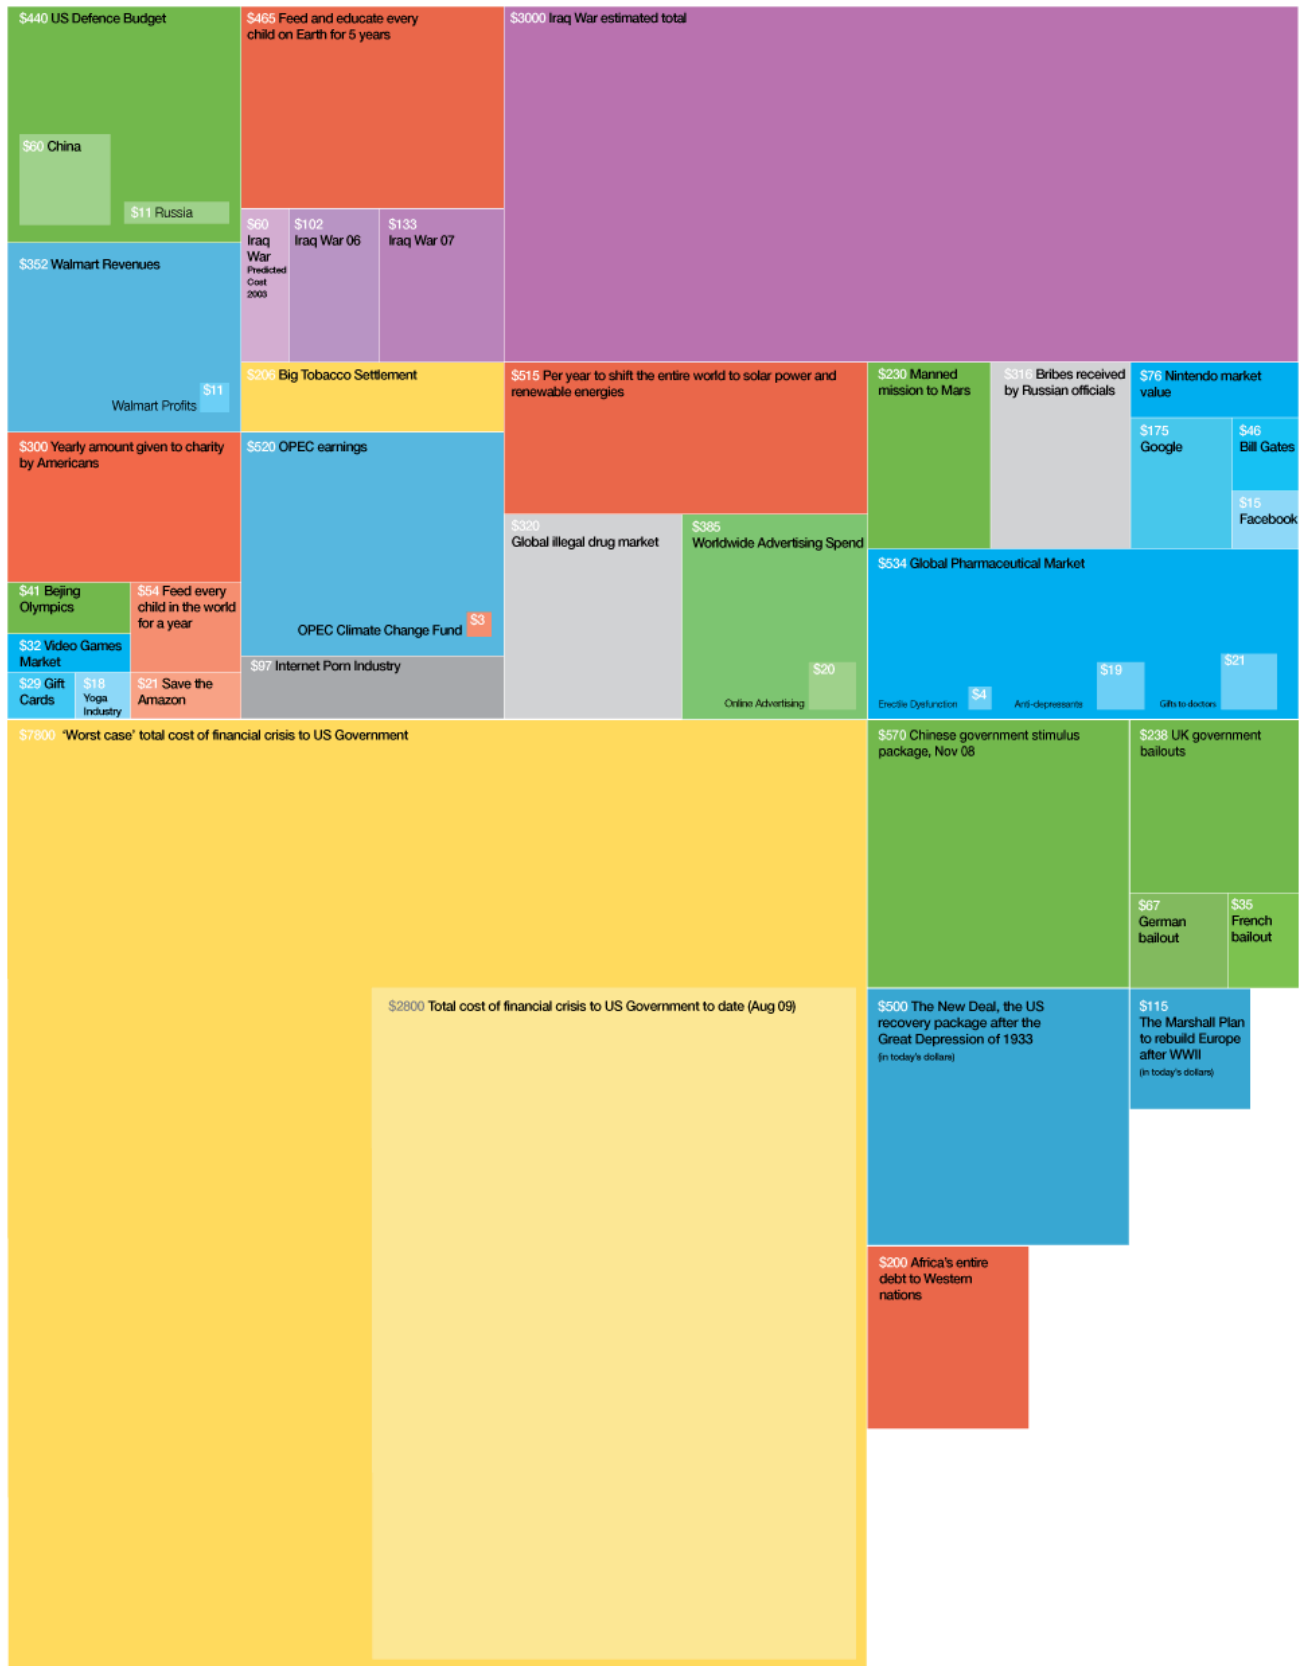 $440 US Defence Budget
$60 China
$11 Russia
$465 Feed and educate every
child on Earth for 5 years
$3000 Iraq War estimated total
$60
Iraq
War
Predicted
Cost
2003
$102
Iraq War 06
$133
Iraq War 07
$352 Walmart Revenues
$11
Walmart Profits
$206 Big Tobacco Settlement
$515 Per year to shift the entire world to solar power and
renewable energies
$230 Manned
mission to Mars
$316 Bribes received
by Russian officials
$76 Nintendo market
value
$175
Google
$46
Bill Gates
$15
Facebook
$300 Yearly amount given to charity
by Americans
$520 OPEC earnings
$3
OPEC Climate Change Fund
$320
Global illegal drug market
$385
Worldwide Advertising Spend
$20
Online Advertising
$534 Global Pharmaceutical Market
$4
Erectile Dysfunction
$19
Anti-depressants
$21
Gifts to doctors
$41 Bejing
Olympics
$54 Feed every
child in the world
for a year
$32 Video Games
Market
$29 Gift
Cards
$18
Yoga
Industry
$21 Save the
Amazon
$97 Internet Porn Industry
$7800 ‘Worst case’ total cost of financial crisis to US Government
$2800 Total cost of financial crisis to US Government to date (Aug 09)
$570 Chinese government stimulus
package, Nov 08
$238 UK government
bailouts
$67
German
bailout
$35
French
bailout
$500 The New Deal, the US
recovery package after the
Great Depression of 1933
(in today's dollars)
$115
The Marshall Plan
to rebuild Europe
after WWII
(in today's dollars)
$200 Africa's entire
debt to Western
nations